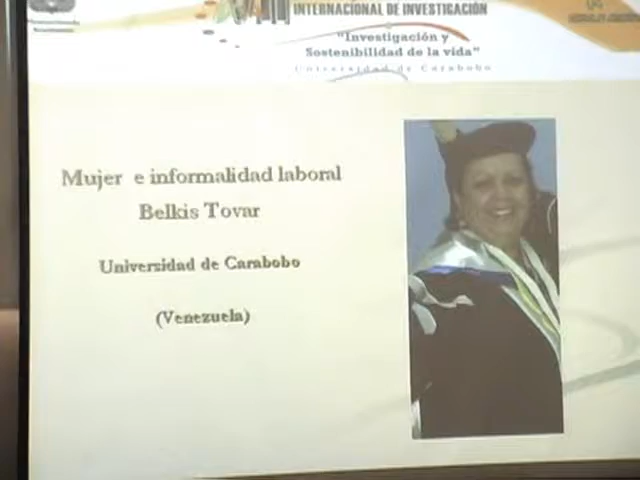 INTERNACIONAL DE INVESTIGACIÓN
"Investigación y
Sostenibilidad de la vida"
Universidad de Carabobo
Mujer e informalidad laboral
Belkis Tovar
Universidad de Carabobo
(Venezuela)